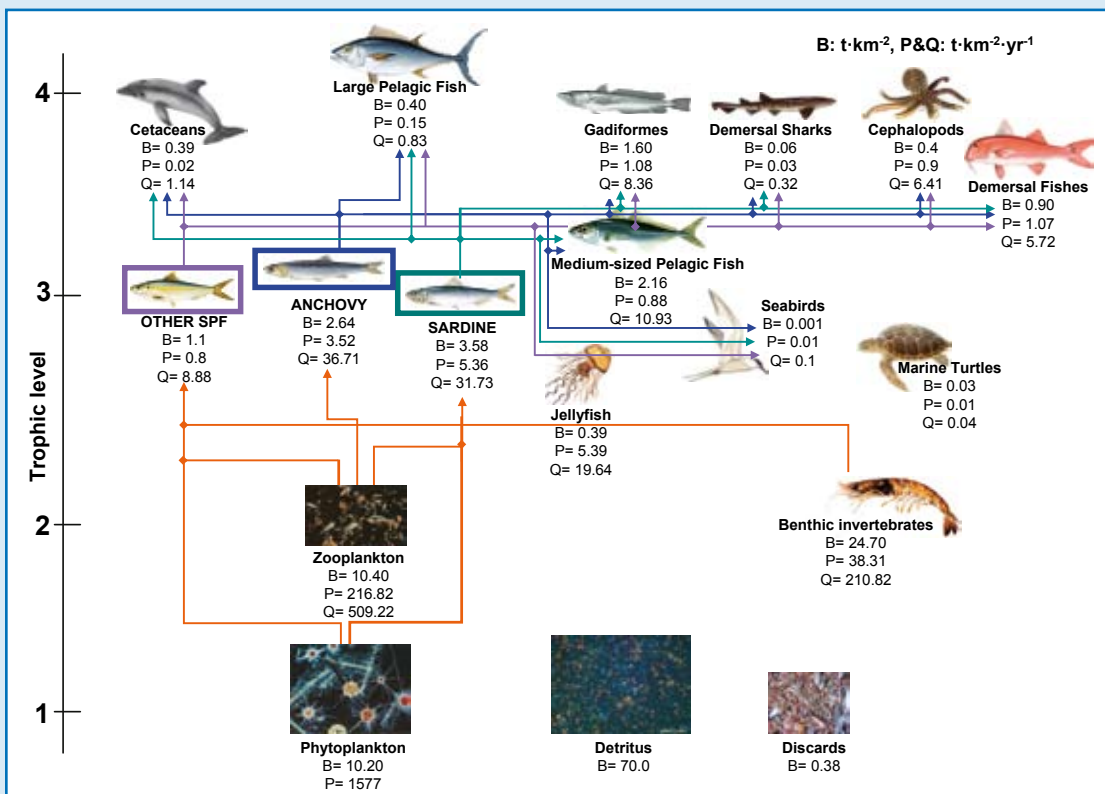 B: t·km⁻², P&Q: t·km⁻²·yr⁻¹
Trophic level
4
3
2
1
Cetaceans
B= 0.39
P= 0.02
Q= 1.14
Large Pelagic Fish
B= 0.40
P= 0.15
Q= 0.83
Gadiformes
B= 1.60
P= 1.08
Q= 8.36
Demersal Sharks
B= 0.06
P= 0.03
Q= 0.32
Cephalopods
B= 0.4
P= 0.9
Q= 6.41
Demersal Fishes
B= 0.90
P= 1.07
Q= 5.72
OTHER SPF
B= 1.1
P= 0.8
Q= 8.88
ANCHOVY
B= 2.64
P= 3.52
Q= 36.71
SARDINE
B= 3.58
P= 5.36
Q= 31.73
Medium-sized Pelagic Fish
B= 2.16
P= 0.88
Q= 10.93
Seabirds
B= 0.001
P= 0.01
Q= 0.1
Marine Turtles
B= 0.03
P= 0.01
Q= 0.04
Jellyfish
B= 0.39
P= 5.39
Q= 19.64
Benthic invertebrates
B= 24.70
P= 38.31
Q= 210.82
Zooplankton
B= 10.40
P= 216.82
Q= 509.22
Phytoplankton
B= 10.20
P= 1577
Detritus
B= 70.0
Discards
B= 0.38